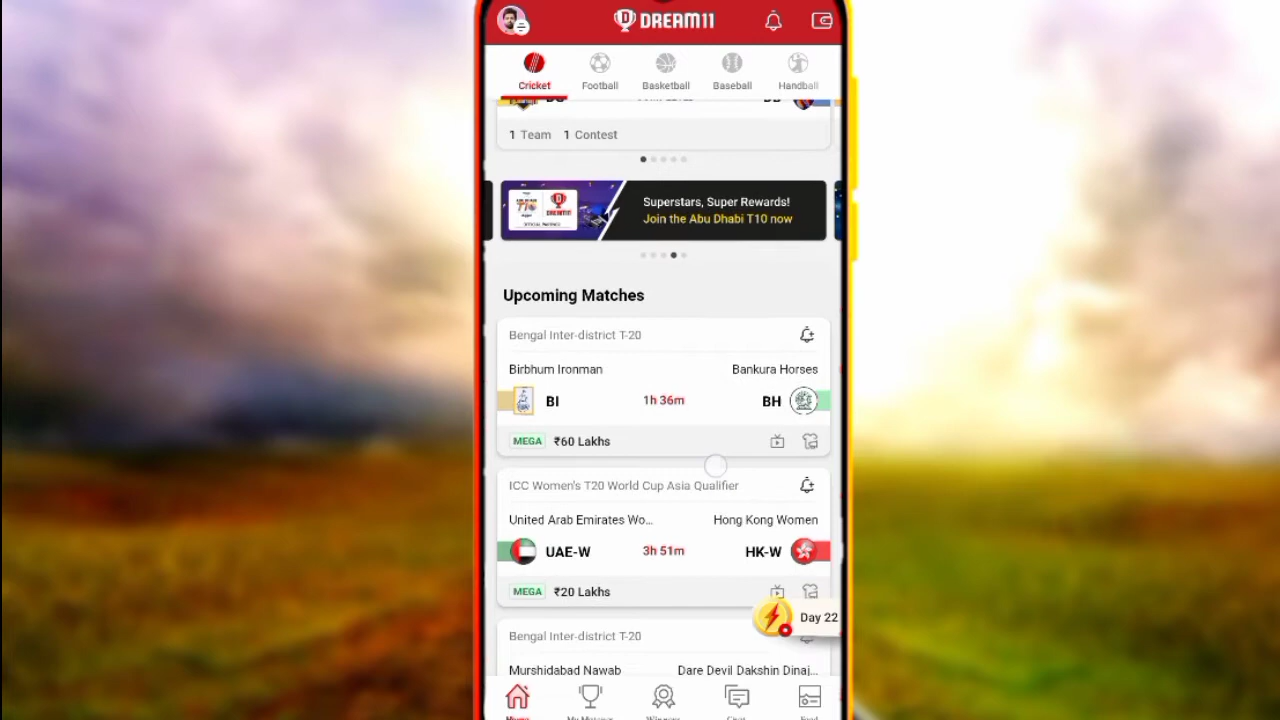 DREAM11
Cricket Football Basketball Baseball Handball
1 Team 1 Contest
DREAM11
Superstars, Super Rewards!
Join the Abu Dhabi T10 now
Upcoming Matches
Bengal Inter-district T-20
Birbhum Ironman Bankura Horses
BI 1h 36m BH
MEGA ₹60 Lakhs
ICC Women's T20 World Cup Asia Qualifier
United Arab Emirates Wo... Hong Kong Women
UAE-W 3h 51m HK-W
MEGA ₹20 Lakhs
Day 22
Bengal Inter-district T-20
Murshidabad Nawab Dare Devil Dakshin Dinaj...